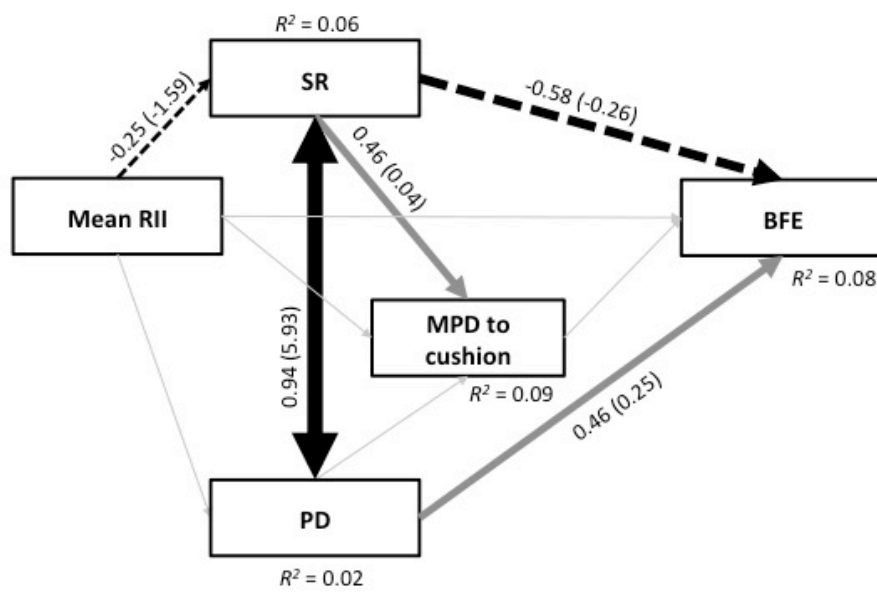 R² = 0.06
SR
-0.25 (-1.59)
-0.58 (-0.26)
0.46 (0.04)
Mean RII
BFE
R² = 0.08
0.94 (5.93)
MPD to
cushion
R² = 0.09
0.46 (0.25)
PD
R² = 0.02